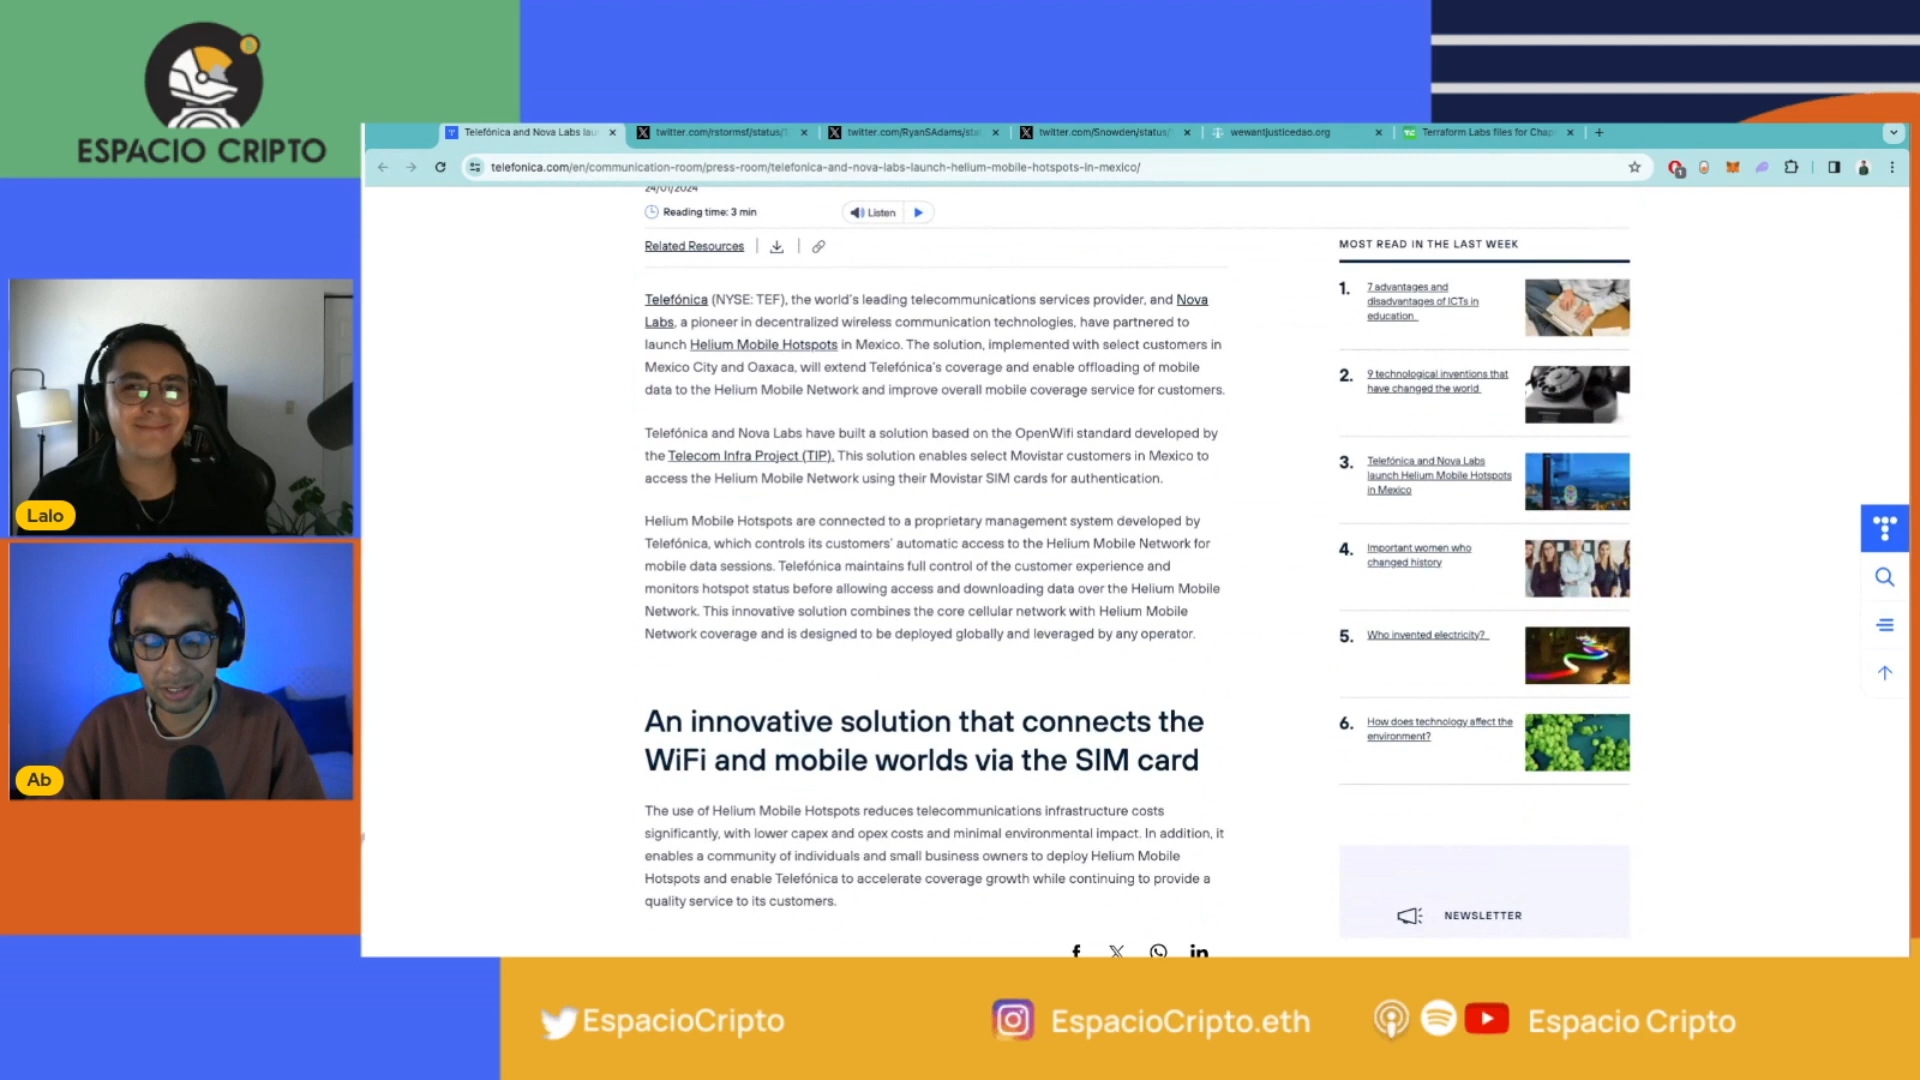 ESPACIO CRIPTO
Telefónica and Nova Labs lau
twitter.com/rstormsf/status/1
twitter.com/RyanSAdams/stat
twitter.com/Snowden/status/
wewantjusticedao.org
Terraform Labs files for Chap
telefonica.com/en/communication-room/press-room/telefonica-and-nova-labs-launch-helium-mobile-hotspots-in-mexico/
24/01/2024
Reading time: 3 min
Listen
Related Resources
Telefónica (NYSE: TEF), the world's leading telecommunications services provider, and Nova
Labs, a pioneer in decentralized wireless communication technologies, have partnered to
launch Helium Mobile Hotspots in Mexico. The solution, implemented with select customers in
Mexico City and Oaxaca, will extend Telefónica's coverage and enable offloading of mobile
data to the Helium Mobile Network and improve overall mobile coverage service for customers.
Telefónica and Nova Labs have built a solution based on the OpenWifi standard developed by
the Telecom Infra Project (TIP). This solution enables select Movistar customers in Mexico to
access the Helium Mobile Network using their Movistar SIM cards for authentication.
Helium Mobile Hotspots are connected to a proprietary management system developed by
Telefónica, which controls its customers' automatic access to the Helium Mobile Network for
mobile data sessions. Telefónica maintains full control of the customer experience and
monitors hotspot status before allowing access and downloading data over the Helium Mobile
Network. This innovative solution combines the core cellular network with Helium Mobile
Network coverage and is designed to be deployed globally and leveraged by any operator.
An innovative solution that connects the
WiFi and mobile worlds via the SIM card
The use of Helium Mobile Hotspots reduces telecommunications infrastructure costs
significantly, with lower capex and opex costs and minimal environmental impact. In addition, it
enables a community of individuals and small business owners to deploy Helium Mobile
Hotspots and enable Telefónica to accelerate coverage growth while continuing to provide a
quality service to its customers.
MOST READ IN THE LAST WEEK
1. 7 advantages and
disadvantages of ICTs in
education
2. 9 technological inventions that
have changed the world
3. Telefónica and Nova Labs
launch Helium Mobile Hotspots
in Mexico
4. Important women who
changed history
5. Who invented electricity?
6. How does technology affect the
environment?
NEWSLETTER
Lalo
Ab
EspacioCripto
EspacioCripto.eth
Espacio Cripto